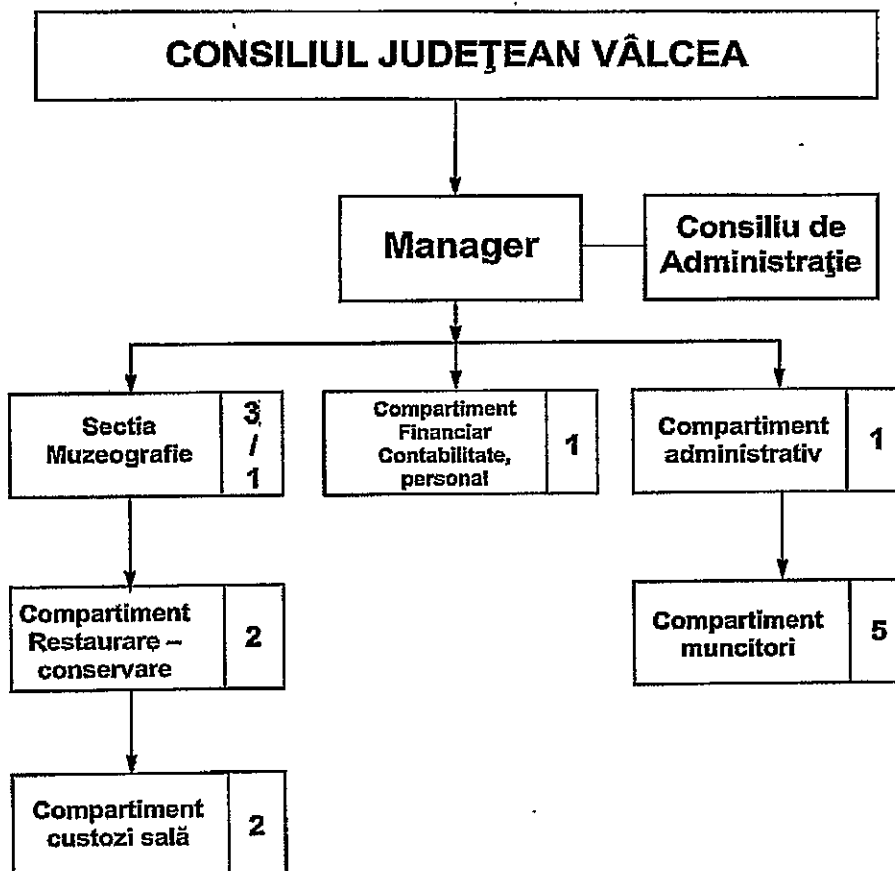 CONSILIUL JUDEŢEAN VÂLCEA
Manager
Consiliu de
Administraţie
Sectia
Muzeografie
3
/
1
Compartiment
Financiar
Contabilitate,
personal
1
Compartiment
administrativ
1
Compartiment
Restaurare –
conservare
2
Compartiment
muncitori
5
Compartiment
custozi sală
2